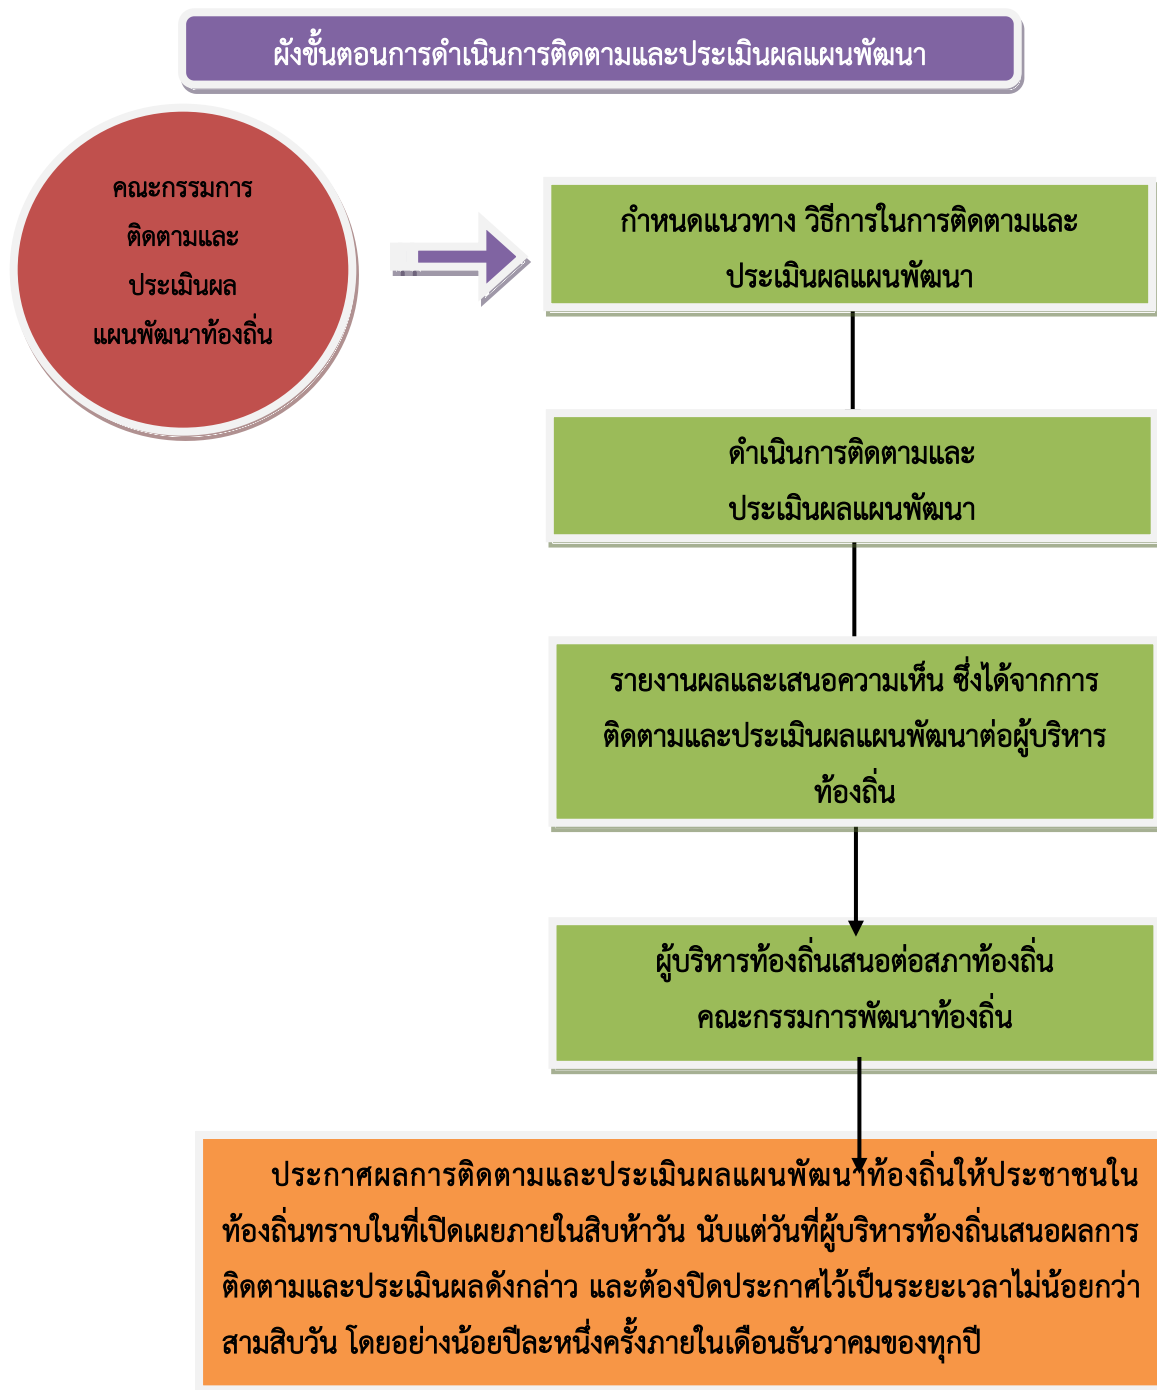 ผังขั้นตอนการดำเนินการติดตามและประเมินผลแผนพัฒนา
คณะกรรมการ
ติดตามและ
ประเมินผล
แผนพัฒนาท้องถิ่น
กำหนดแนวทาง วิธีการในการติดตามและ
ประเมินผลแผนพัฒนา
ดำเนินการติดตามและ
ประเมินผลแผนพัฒนา
รายงานผลและเสนอความเห็น ซึ่งได้จากการ
ติดตามและประเมินผลแผนพัฒนาต่อผู้บริหาร
ท้องถิ่น
ผู้บริหารท้องถิ่นเสนอต่อสภาท้องถิ่น
คณะกรรมการพัฒนาท้องถิ่น
ประกาศผลการติดตามและประเมินผลแผนพัฒนาท้องถิ่นให้ประชาชนใน
ท้องถิ่นทราบในที่เปิดเผยภายในสิบห้าวัน นับแต่วันที่ผู้บริหารท้องถิ่นเสนอผลการ
ติดตามและประเมินผลดังกล่าว และต้องปิดประกาศไว้เป็นระยะเวลาไม่น้อยกว่า
สามสิบวัน โดยอย่างน้อยปีละหนึ่งครั้งภายในเดือนธันวาคมของทุกปี